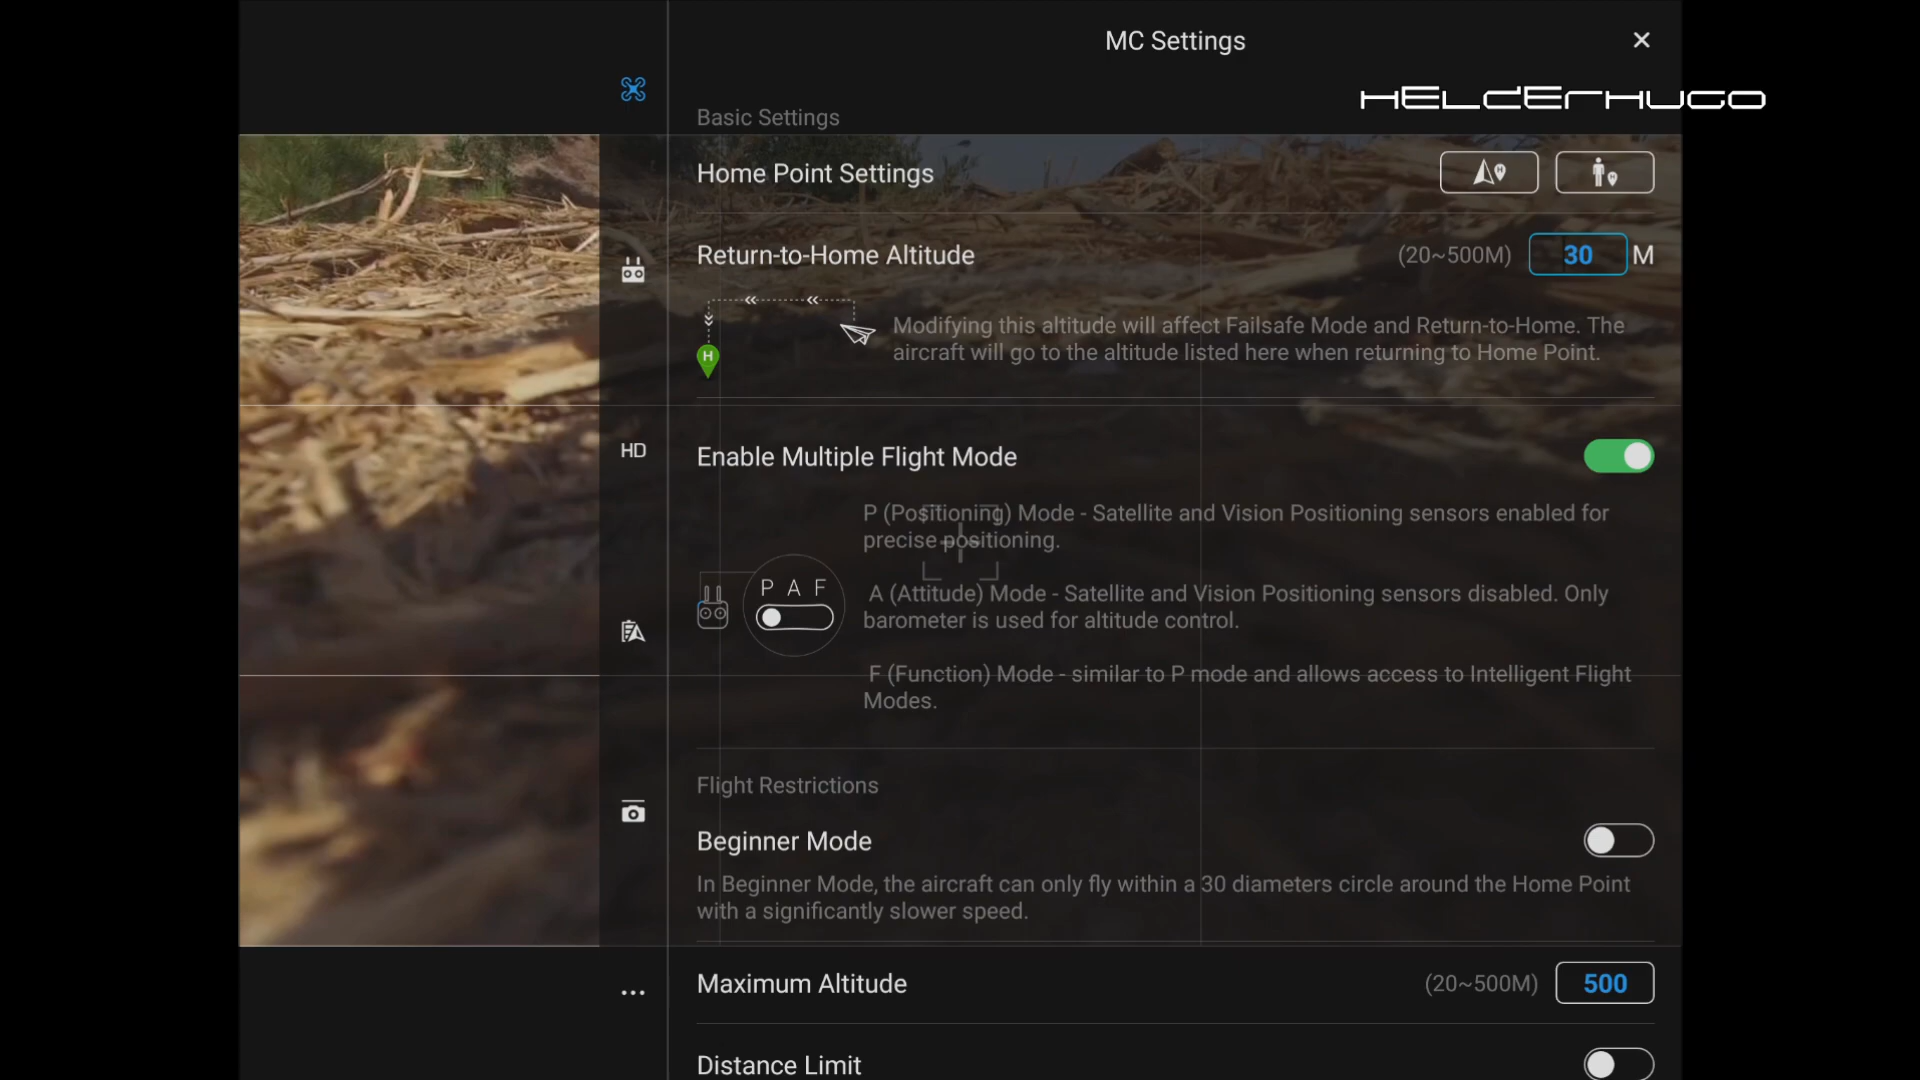 MC Settings
HELDERHUGO
Basic Settings
Home Point Settings
H
H
Return-to-Home Altitude (20~500M) 30 M
H
Modifying this altitude will affect Failsafe Mode and Return-to-Home. The
aircraft will go to the altitude listed here when returning to Home Point.
HD
Enable Multiple Flight Mode
P (Positioning) Mode - Satellite and Vision Positioning sensors enabled for
precise positioning.
P A F
A (Attitude) Mode - Satellite and Vision Positioning sensors disabled. Only
barometer is used for altitude control.
F (Function) Mode - similar to P mode and allows access to Intelligent Flight
Modes.
Flight Restrictions
Beginner Mode
In Beginner Mode, the aircraft can only fly within a 30 diameters circle around the Home Point
with a significantly slower speed.
Maximum Altitude (20~500M) 500
Distance Limit